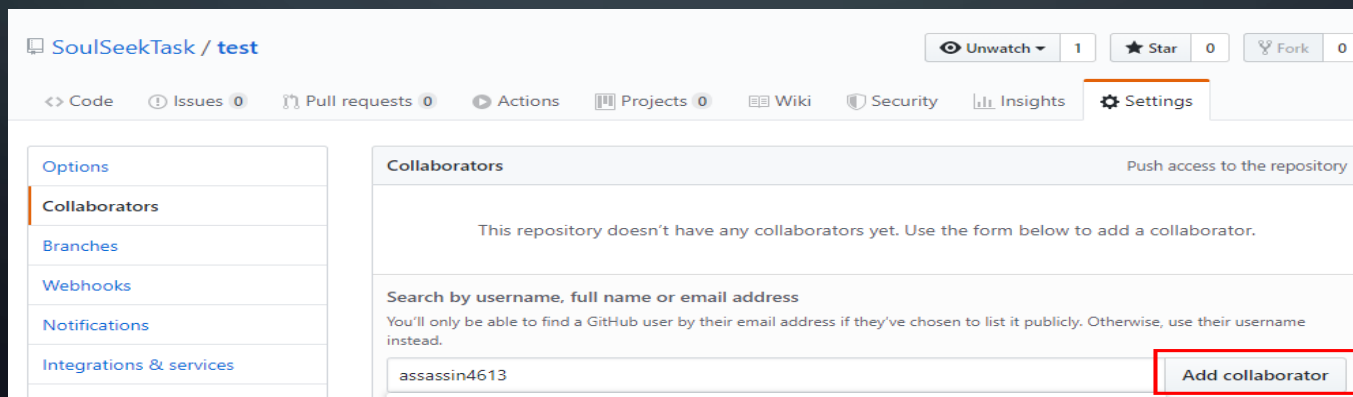 SoulSeekTask / test
Unwatch 1 Star 0 Fork 0
<> Code Issues 0 Pull requests 0 Actions Projects 0 Wiki Security Insights Settings
Options
Collaborators
Branches
Webhooks
Notifications
Integrations & services
Collaborators Push access to the repository
This repository doesn't have any collaborators yet. Use the form below to add a collaborator.
Search by username, full name or email address
You'll only be able to find a GitHub user by their email address if they've chosen to list it publicly. Otherwise, use their username
instead.
assassin4613 Add collaborator